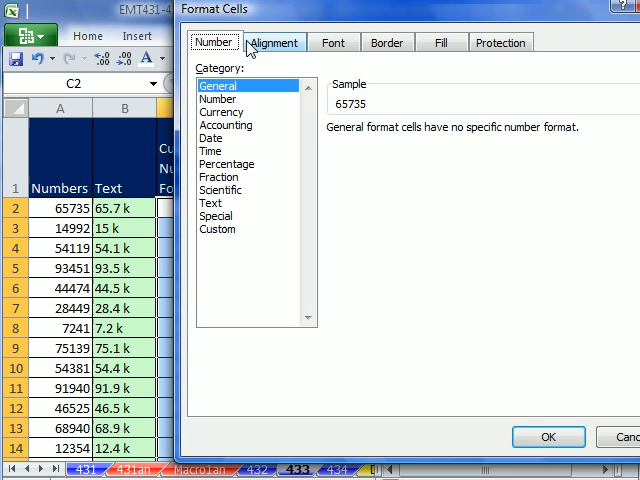 EMT431-4
Format Cells
Home Insert
Number Alignment Font Border Fill Protection
C2
Category:
General
Number
Currency
Accounting
Date
Time
Percentage
Fraction
Scientific
Text
Special
Custom
Sample
65735
General format cells have no specific number format.
A B
Cu
Nu
1 Numbers Text Fo
2 65735 65.7 k
3 14992 15 k
4 54119 54.1 k
5 93451 93.5 k
6 44474 44.5 k
7 28449 28.4 k
8 7241 7.2 k
9 75139 75.1 k
10 54381 54.4 k
11 91940 91.9 k
12 46525 46.5 k
13 68940 68.9 k
14 12354 12.4 k
OK Canc
431 431an Macro1an 432 433 434